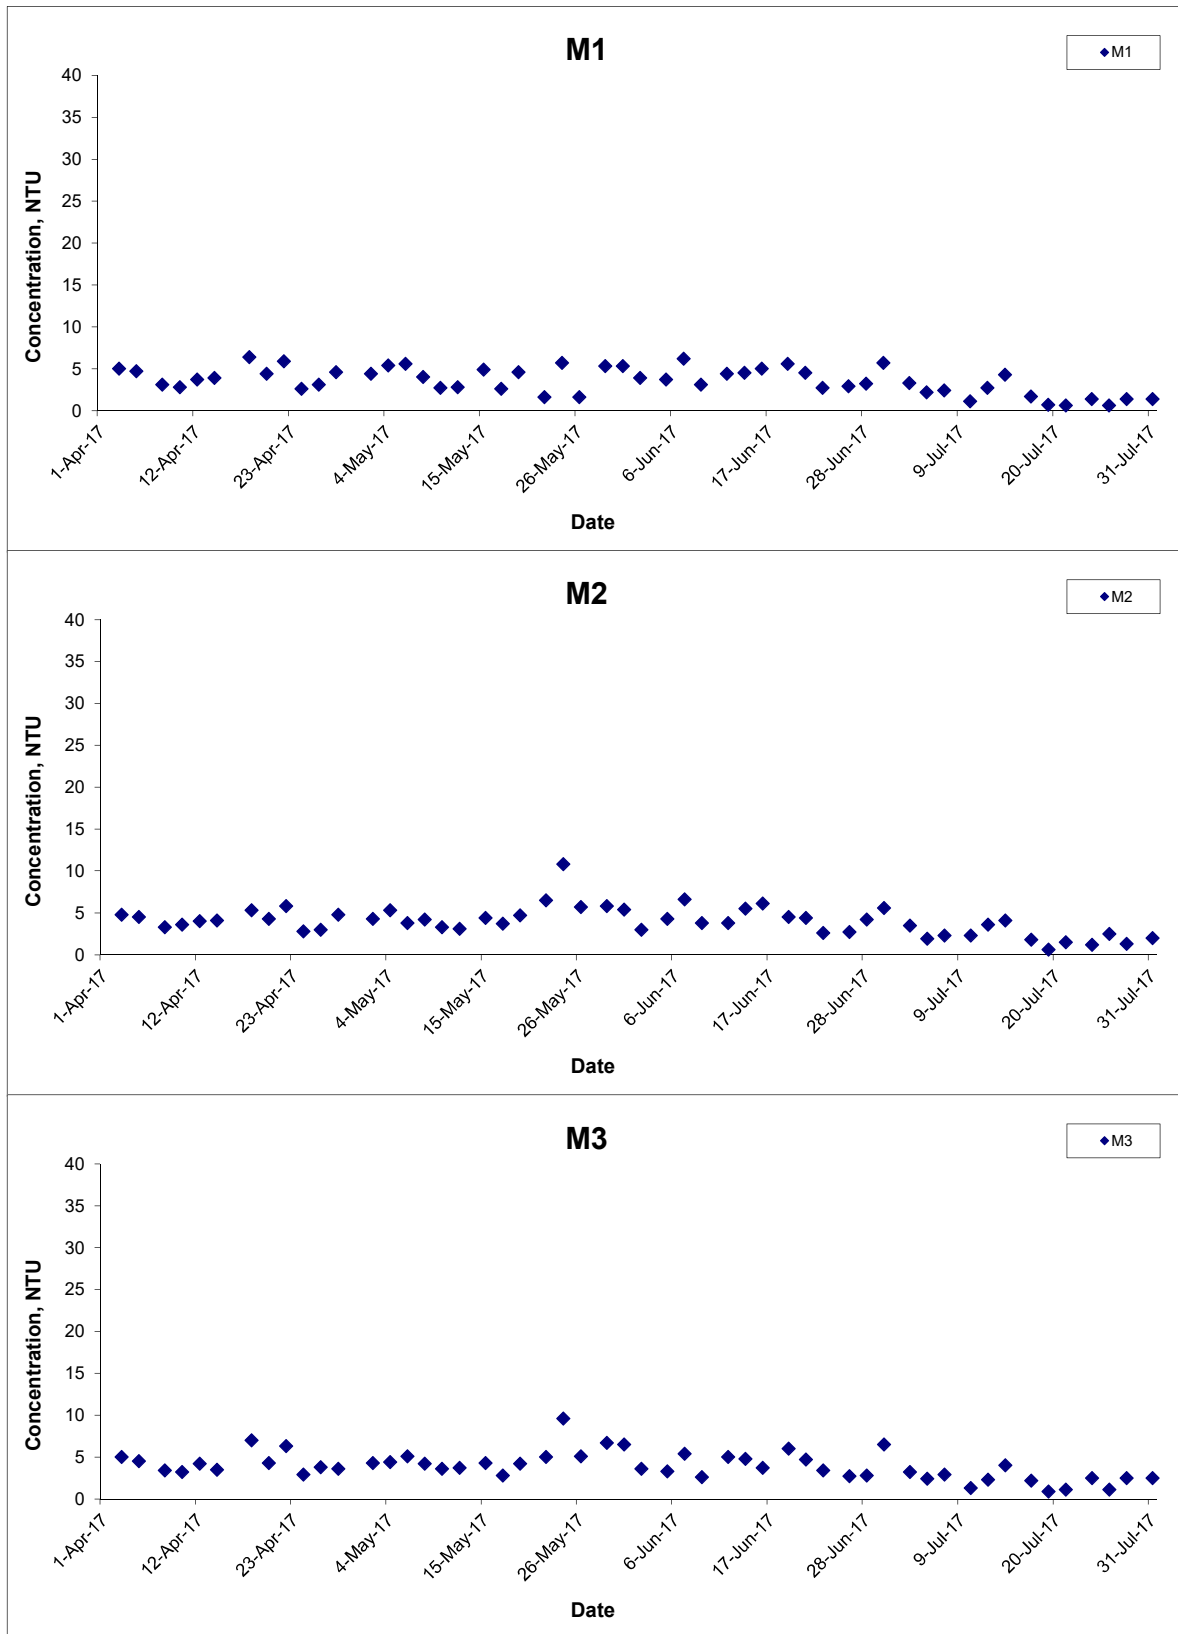 M1
M1
40
35
30
25
20
15
10
5
0
Concentration, NTU
1-Apr-17
12-Apr-17
23-Apr-17
4-May-17
15-May-17
26-May-17
6-Jun-17
17-Jun-17
28-Jun-17
9-Jul-17
20-Jul-17
31-Jul-17
Date
M2
M2
40
35
30
25
20
15
10
5
0
Concentration, NTU
1-Apr-17
12-Apr-17
23-Apr-17
4-May-17
15-May-17
26-May-17
6-Jun-17
17-Jun-17
28-Jun-17
9-Jul-17
20-Jul-17
31-Jul-17
Date
M3
M3
40
35
30
25
20
15
10
5
0
Concentration, NTU
1-Apr-17
12-Apr-17
23-Apr-17
4-May-17
15-May-17
26-May-17
6-Jun-17
17-Jun-17
28-Jun-17
9-Jul-17
20-Jul-17
31-Jul-17
Date